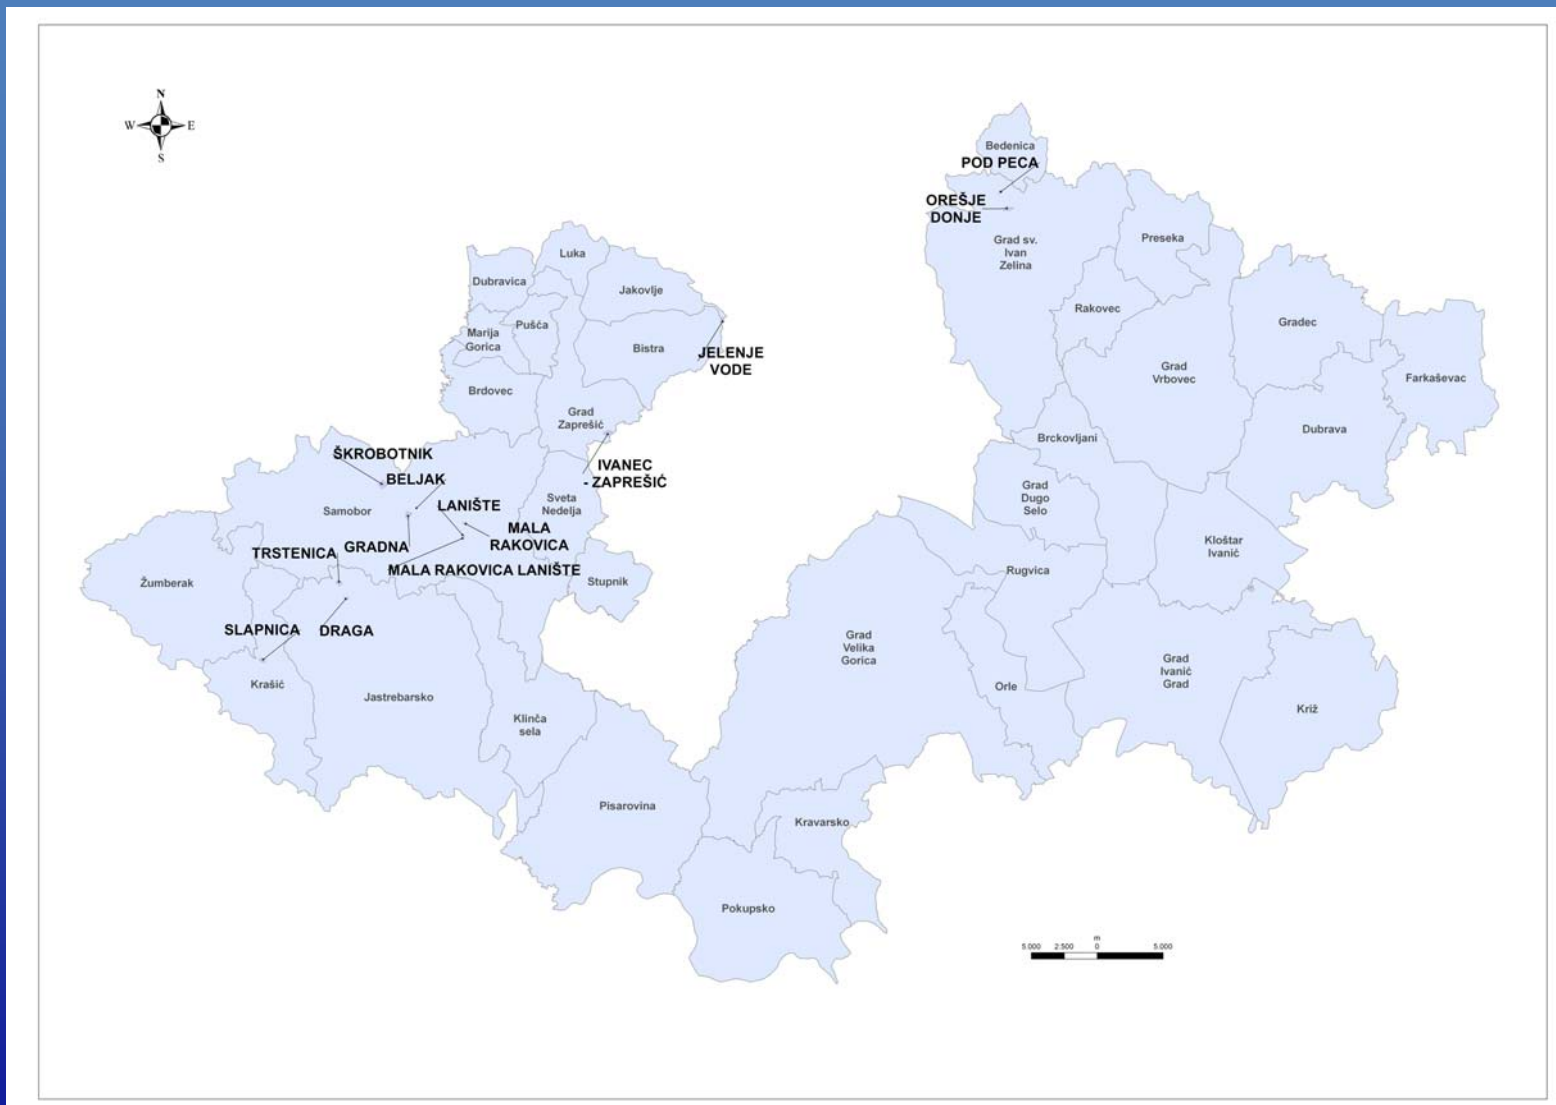 N
W E
S
Bedenica
POD PECA
OREŠJE
DONJE
Grad sv.
Ivan
Zelina
Preseka
Luka
Dubravica
Jakovlje
Rakovec
Gradec
Pušća
Marija
Gorica
Bistra
JELENJE
VODE
Grad
Vrbovec
Farkaševac
Brdovec
Grad
Zaprešić
Dubrava
Brckovljani
ŠKROBOTNIK
BELJAK
IVANEC
- ZAPREŠIĆ
Grad
Dugo
Selo
Sveta
Nedelja
LANIŠTE
Samobor
MALA
RAKOVICA
GRADNA
TRSTENICA
Kloštar
Ivanić
MALA RAKOVICA LANIŠTE
Rugvica
Žumberak
Stupnik
SLAPNICA
DRAGA
Grad
Velika
Gorica
Grad
Ivanić
Grad
Krašić
Jastrebarsko
Orle
Križ
Klinča
sela
Pisarovina
Kravarsko
Pokupsko
m
5.000 2.500 0 5.000